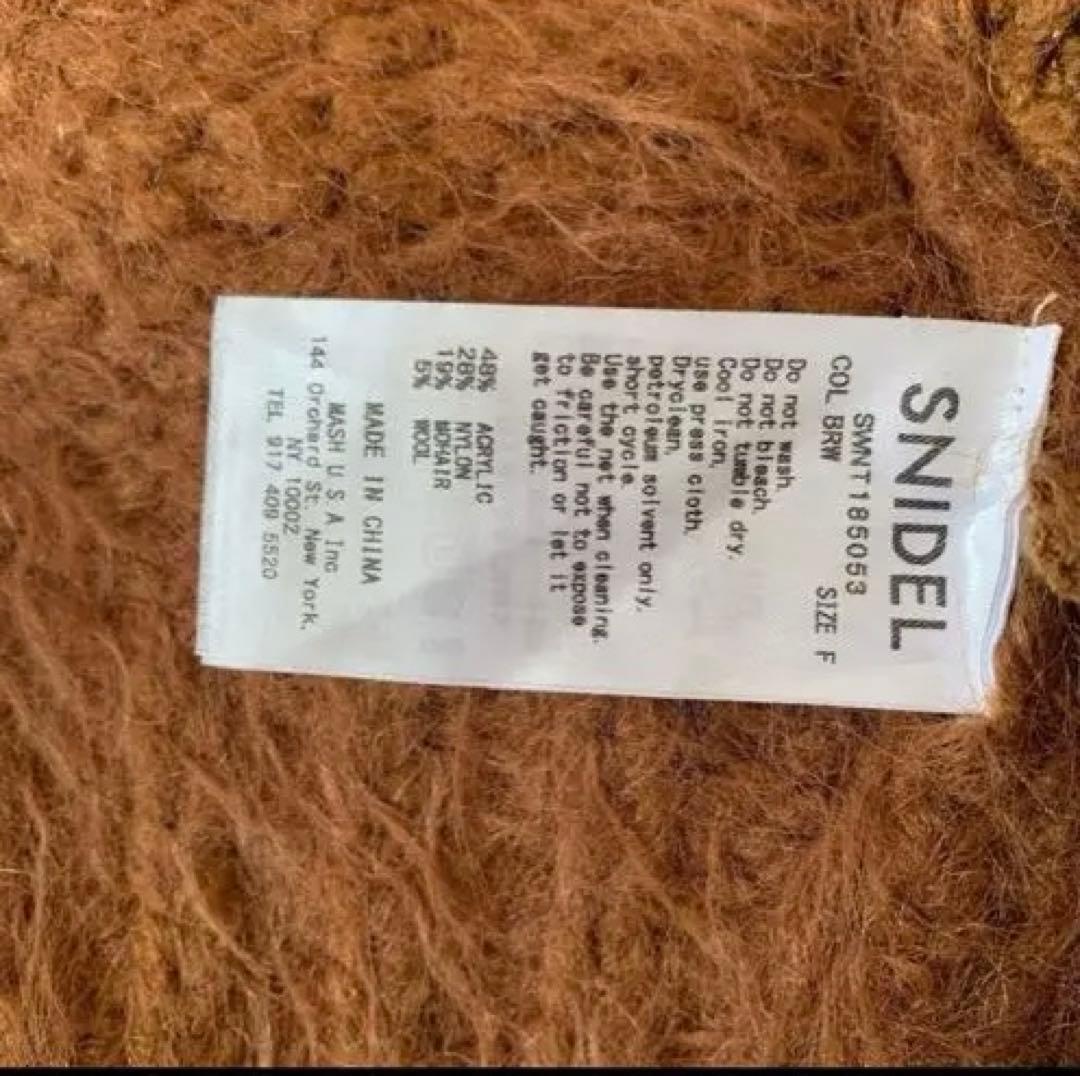 SNIDEL
SWNT185053
COL BRW SIZE F
Do not wash.
Do not bleach.
Do not tumble dry.
Cool iron,
use press cloth.
Dryclean,
petroleum solvent only,
short cycle.
Use the net when cleaning.
Be careful not to expose
to friction or let it
get caught.
48% ACRYLIC
28% NYLON
19% MOHAIR
5% WOOL
MADE IN CHINA
MASH U S A Inc
144 Orchard St. New York.
NY 10002
TEL 917 409 5520